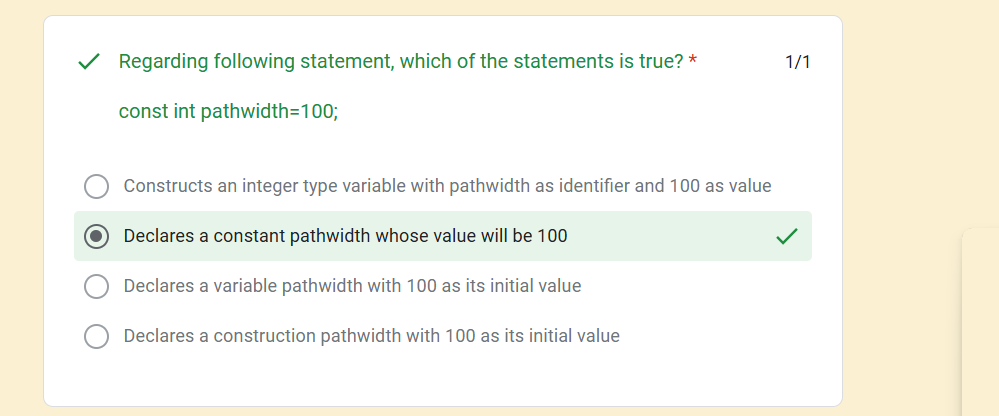 Regarding following statement, which of the statements is true? *
1/1
const int pathwidth=100;
Constructs an integer type variable with pathwidth as identifier and 100 as value
Declares a constant pathwidth whose value will be 100
Declares a variable pathwidth with 100 as its initial value
Declares a construction pathwidth with 100 as its initial value